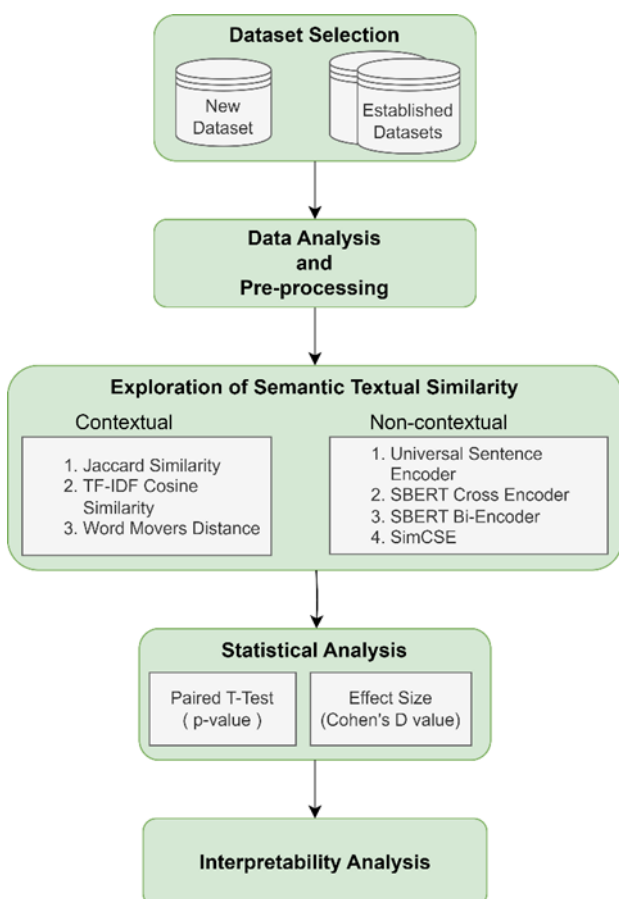 Dataset Selection
New
Dataset
Established
Datasets
Data Analysis
and
Pre-processing
Exploration of Semantic Textual Similarity
Contextual
1. Jaccard Similarity
2. TF-IDF Cosine
Similarity
3. Word Movers Distance
Non-contextual
1. Universal Sentence
Encoder
2. SBERT Cross Encoder
3. SBERT Bi-Encoder
4. SimCSE
Statistical Analysis
Paired T-Test
( p-value )
Effect Size
(Cohen's D value)
Interpretability Analysis